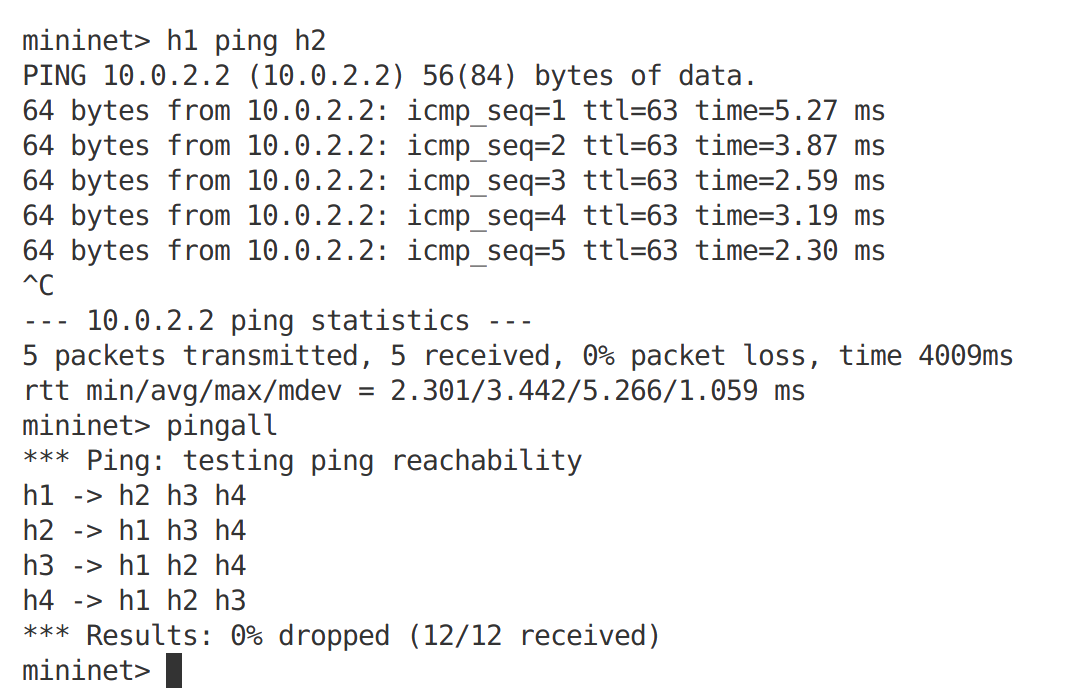 mininet> h1 ping h2
PING 10.0.2.2 (10.0.2.2) 56(84) bytes of data.
64 bytes from 10.0.2.2: icmp_seq=1 ttl=63 time=5.27 ms
64 bytes from 10.0.2.2: icmp_seq=2 ttl=63 time=3.87 ms
64 bytes from 10.0.2.2: icmp_seq=3 ttl=63 time=2.59 ms
64 bytes from 10.0.2.2: icmp_seq=4 ttl=63 time=3.19 ms
64 bytes from 10.0.2.2: icmp_seq=5 ttl=63 time=2.30 ms
^C
--- 10.0.2.2 ping statistics ---
5 packets transmitted, 5 received, 0% packet loss, time 4009ms
rtt min/avg/max/mdev = 2.301/3.442/5.266/1.059 ms
mininet> pingall
*** Ping: testing ping reachability
h1 -> h2 h3 h4
h2 -> h1 h3 h4
h3 -> h1 h2 h4
h4 -> h1 h2 h3
*** Results: 0% dropped (12/12 received)
mininet>